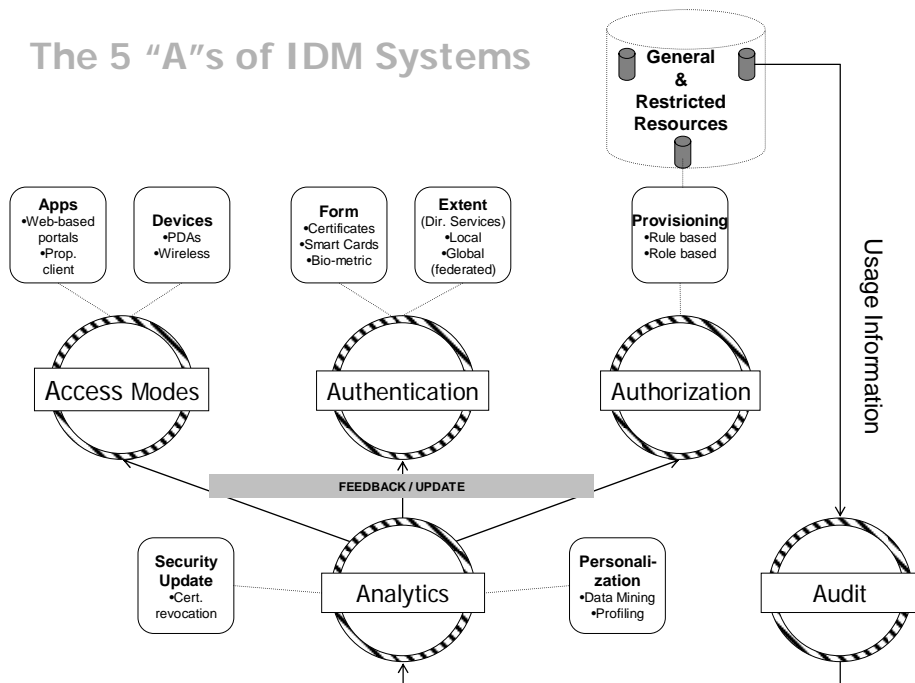 The 5 “A”s of IDM Systems
General
&
Restricted
Resources
Apps
•Web-based
portals
•Prop.
client
Devices
•PDAs
•Wireless
Form
•Certificates
•Smart Cards
•Bio-metric
Extent
(Dir. Services)
•Local
•Global
(federated)
Provisioning
•Rule based
•Role based
Usage Information
Access Modes
Authentication
Authorization
FEEDBACK / UPDATE
Security
Update
•Cert.
revocation
Analytics
Personali-
zation
•Data Mining
•Profiling
Audit